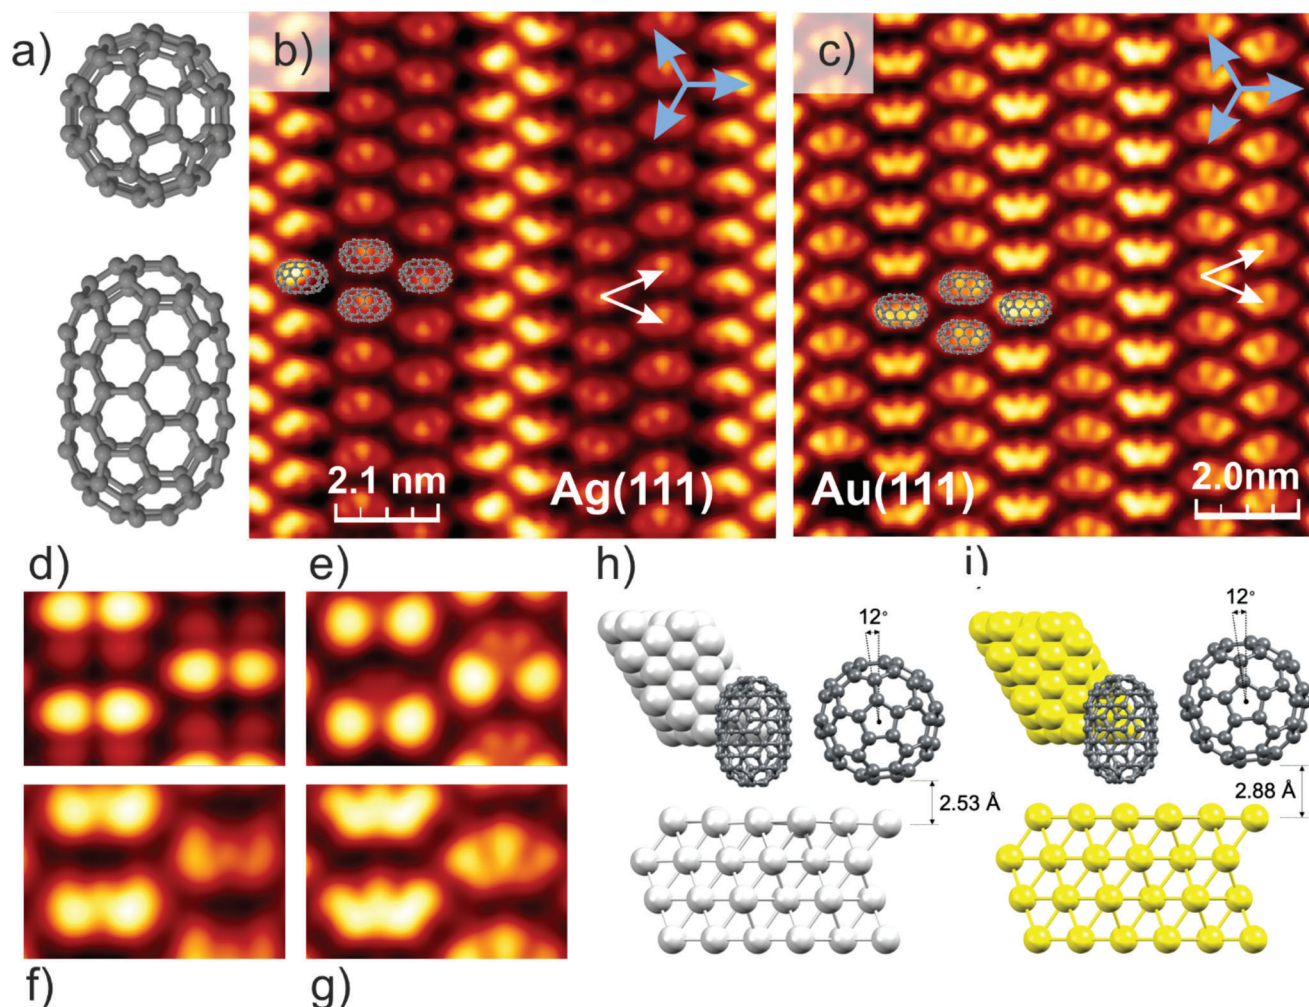 a)
b)
c)
2.1 nm
Ag(111)
Au(111)
2.0nm
d)
e)
h)
i)
12°
2.53 Å
12°
2.88 Å
f)
g)